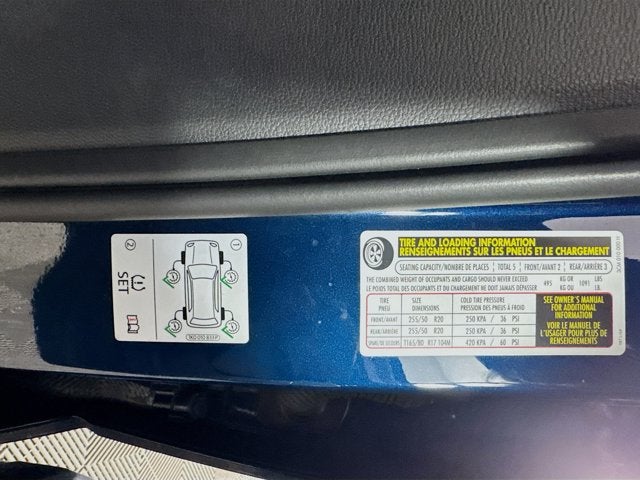 TIRE AND LOADING INFORMATION
RENSEIGNEMENTS SUR LES PNEUS ET LE CHARGEMENT
SEATING CAPACITY/NOMBRE DE PLACES TOTAL 5 FRONT/AVANT 2 REAR/ARRIÈRE 3
THE COMBINED WEIGHT OF OCCUPANTS AND CARGO SHOULD NEVER EXCEED 495 KG OR 1091 LBS
LE POIDS TOTAL DES OCCUPANTS ET DU CHARGEMENT NE DOIT JAMAIS DÉPASSER KG OU LB.
TIRE SIZE COLD TIRE PRESSURE
PNEU DIMENSIONS PRESSION DES PNEUS À FROID
FRONT/AVANT 255/50 R20 250 KPA / 36 PSI
REAR/ARRIÈRE 255/50 R20 250 KPA / 36 PSI
SPARE/DE SECOURS T165/80 R17 104M 420 KPA / 60 PSI
SEE OWNER'S MANUAL
FOR ADDITIONAL
INFORMATION
VOIR LE MANUEL DE
L'USAGER POUR PLUS DE
RENSEIGNEMENTS
1
2
SET